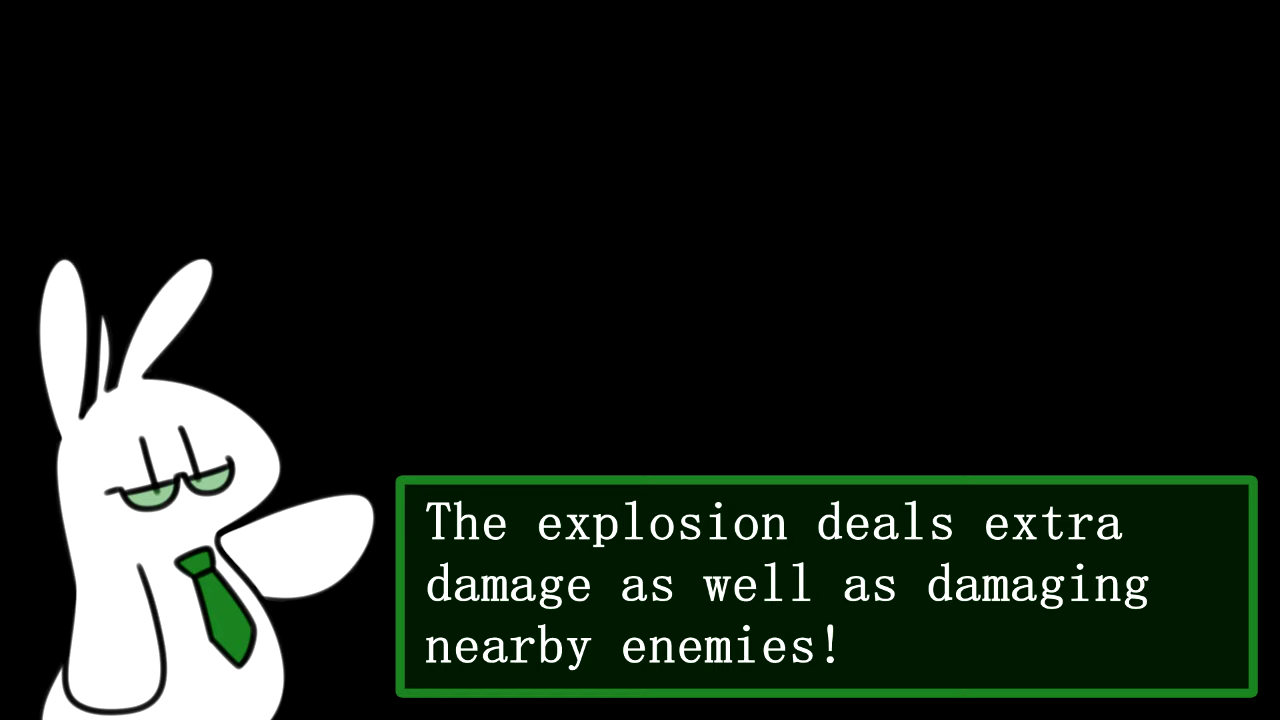 The explosion deals extra
damage as well as damaging
nearby enemies!